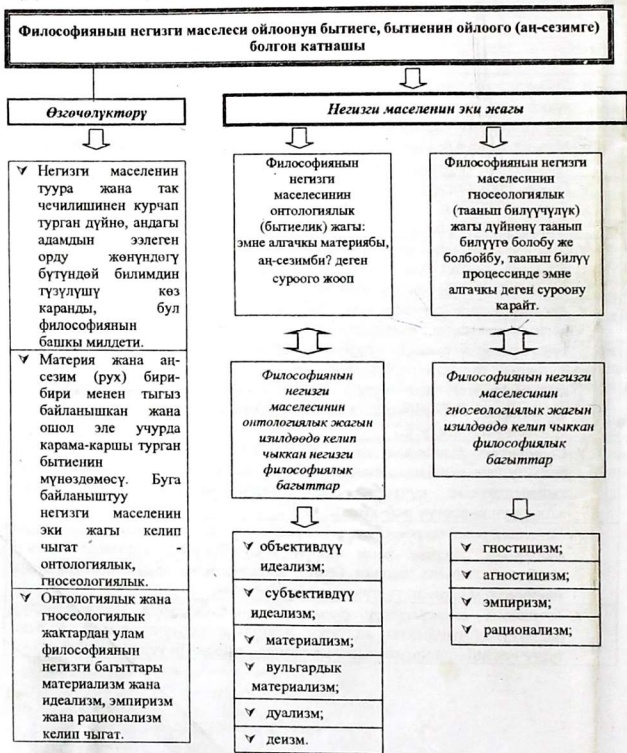 Философиянын негизги маселеси ойлоонун бытиеге, бытиенин ойлоого (аң-сезимге)
болгон катнашы
Өзгөчөлүктөрү
Негизги маселенин
туура жана так
чечилишинен курчап
турган дүйнө, андагы
адамдын ээлеген
орду жөнүндөгү
бүтүндөй билимдин
түзүлүшү көз
каранды, бул
философиянын
башкы милдети.
Материя жана аң-
сезим (рух) бири-
бири менен тыгыз
байланышкан жана
ошол эле учурда
карама-каршы турган
бытиенин
мүнөздөмөсү. Буга
байланыштуу
негизги маселенин
эки жагы келип
чыгат -
онтологиялык,
гносеологиялык.
Онтологиялык жана
гносеологиялык
жактардан улам
философиянын
негизги багыттары
материализм жана
идеализм, эмпиризм
жана рационализм
келип чыгат.
Негизги маселенин эки жагы
Философиянын
негизги
маселесинин
онтологиялык
(бытиелик) жагы:
эмне алгачкы материябы,
аң-сезимби? деген
суроого жооп
Философиянын
негизги
маселесинин
онтологиялык жагын
изилдөөдө келип
чыккан негизги
философиялык
багыттар
объективдүү
идеализм;
субъективдүү
идеализм;
материализм;
вульгардык
материализм;
дуализм;
деизм.
Философиянын негизги
маселесинин
гносеологиялык
(таанып билүүчүлүк)
жагы дүйнөнү таанып
билүүгө болобу же
болбойбу, таанып билүү
процессинде эмне
алгачкы деген суроону
карайт.
Философиянын негизги
маселесинин
гносеологиялык жагын
изилдөөдө келип чыккан
философиялык
багыттар
гностицизм;
агностицизм;
эмпиризм;
рационализм;